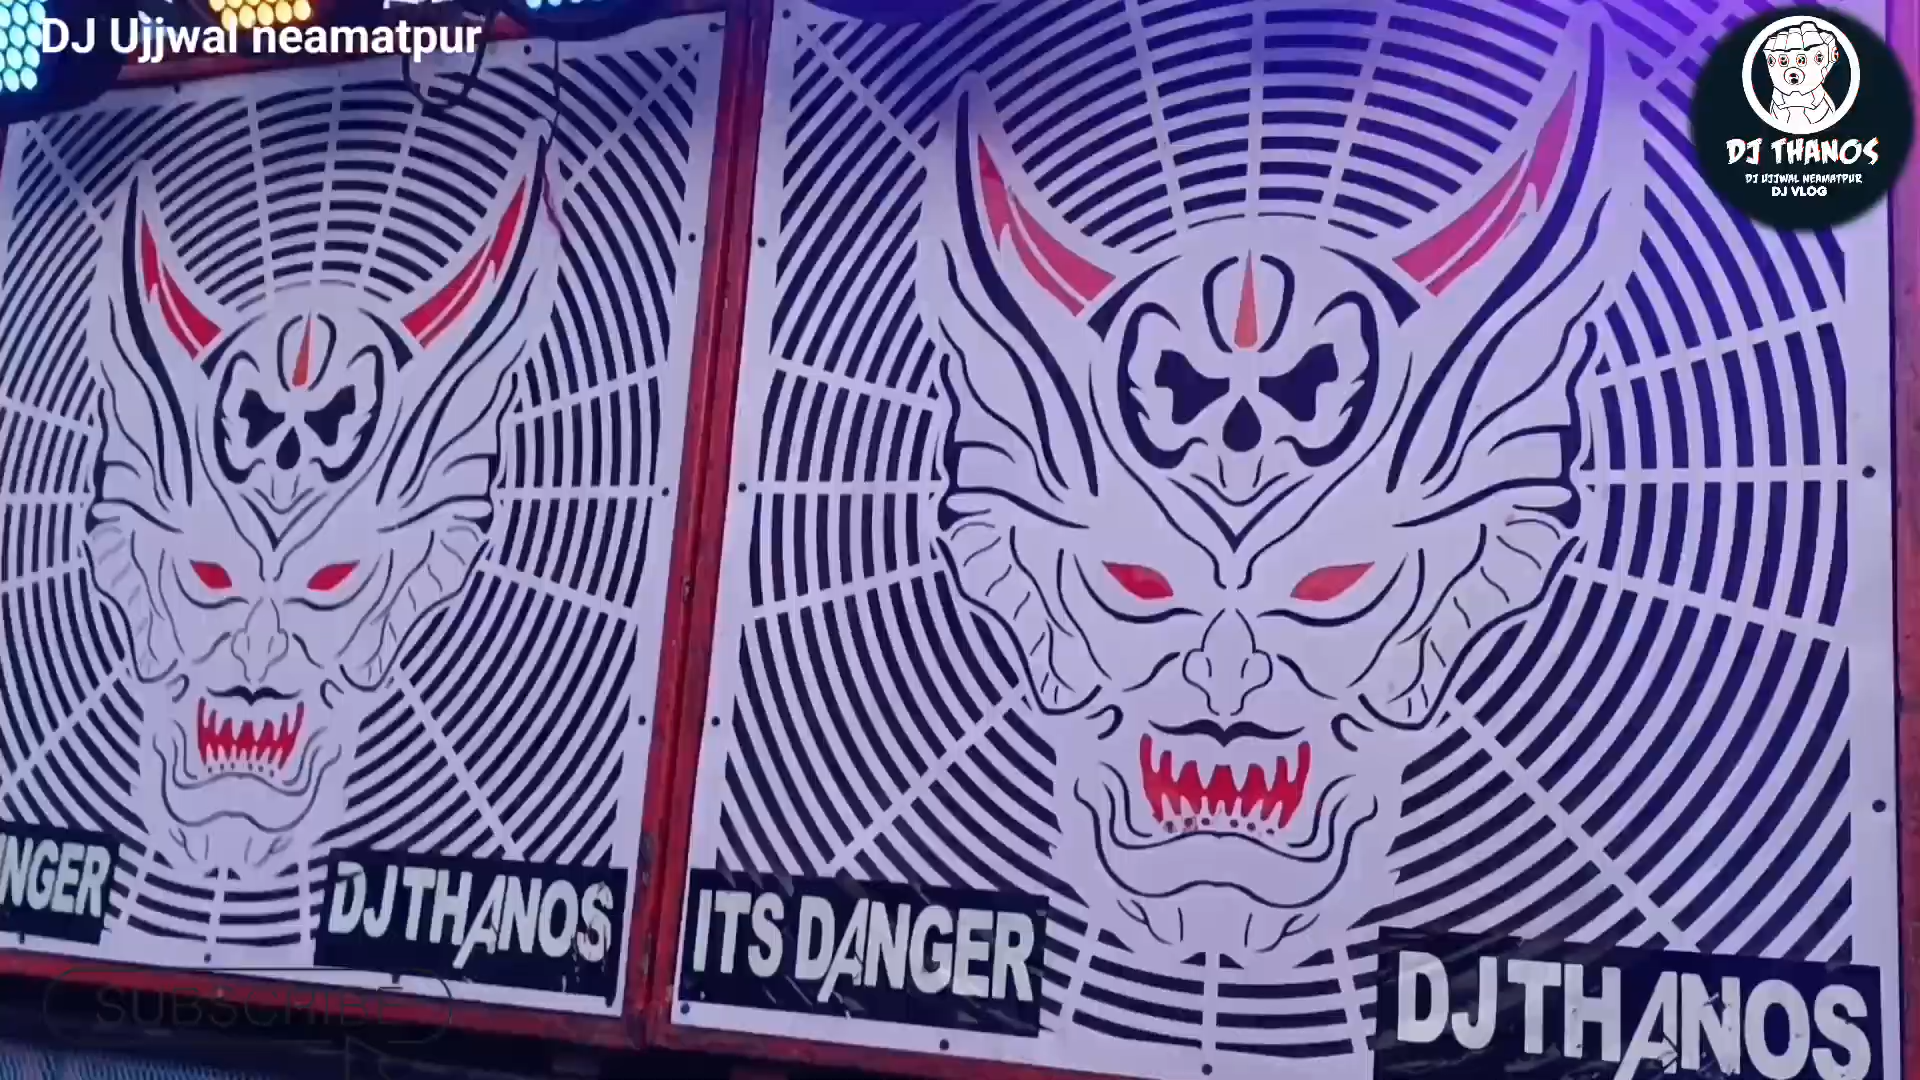 DJ Ujjwal neamatpur
DJ THANOS
DJ UJJWAL NEAMATPUR
DJ VLOG
NGER
DJ THANOS
ITS DANGER
DJ THANOS
SUBSCRIBE